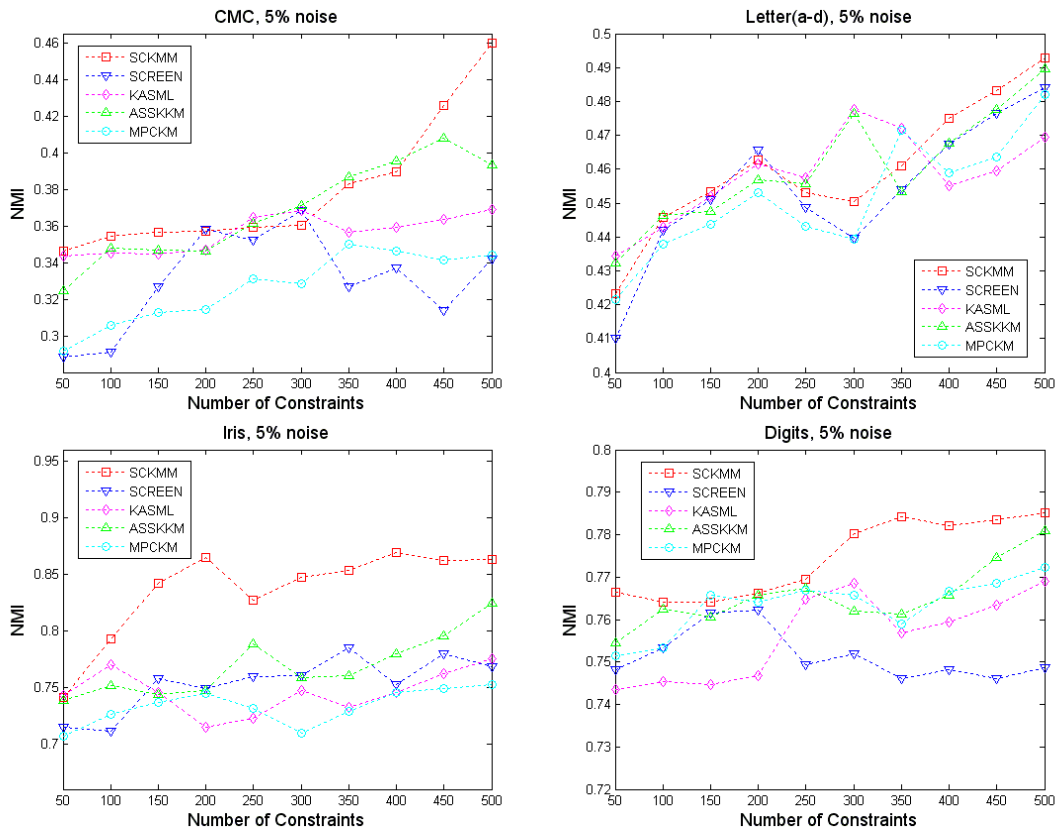 CMC, 5% noise
NMI
0.46
0.44
0.42
0.4
0.38
0.36
0.34
0.32
0.3
SCKMM
SCREEN
KASML
ASSKKM
MPCKM
50 100 150 200 250 300 350 400 450 500
Number of Constraints
Letter(a-d), 5% noise
NMI
0.5
0.49
0.48
0.47
0.46
0.45
0.44
0.43
0.42
0.41
0.4
SCKMM
SCREEN
KASML
ASSKKM
MPCKM
50 100 150 200 250 300 350 400 450 500
Number of Constraints
Iris, 5% noise
NMI
0.95
0.9
0.85
0.8
0.75
0.7
SCKMM
SCREEN
KASML
ASSKKM
MPCKM
50 100 150 200 250 300 350 400 450 500
Number of Constraints
Digits, 5% noise
NMI
0.8
0.79
0.78
0.77
0.76
0.75
0.74
0.73
0.72
SCKMM
SCREEN
KASML
ASSKKM
MPCKM
50 100 150 200 250 300 350 400 450 500
Number of Constraints